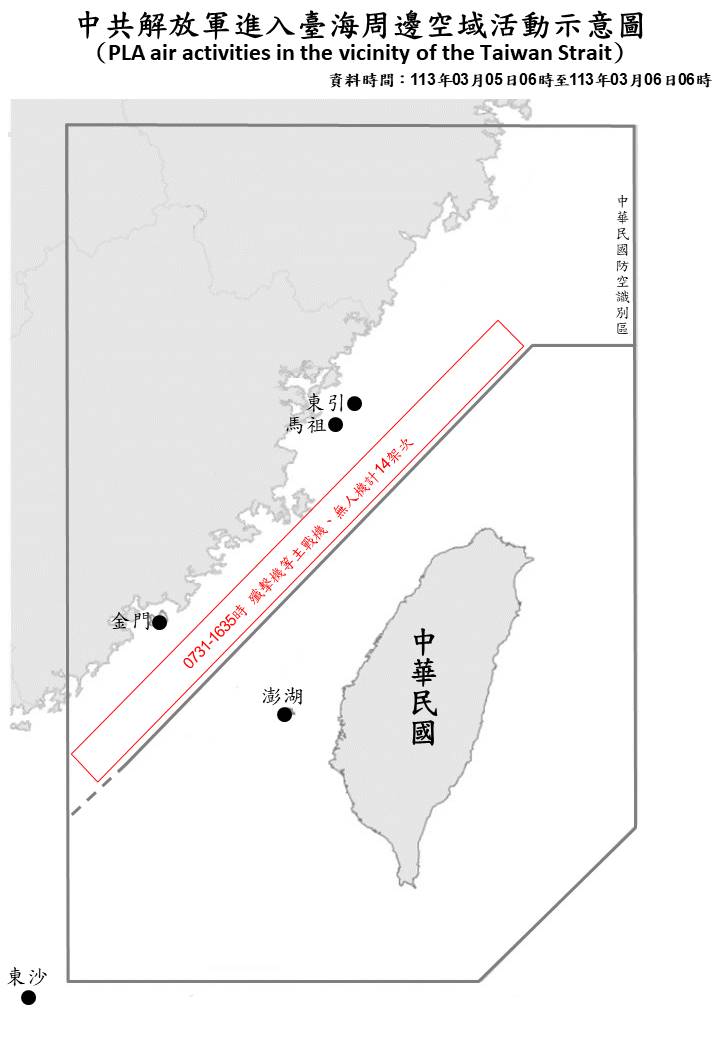 中共解放軍進入臺海周邊空域活動示意圖
（PLA air activities in the vicinity of the Taiwan Strait）
資料時間：113年03月05日06時至113年03月06日06時
中華民國防空識別區
東引
馬祖
0731-1635時 殲擊機等主戰機、無人機計14架次
金門
中華民國
澎湖
東沙